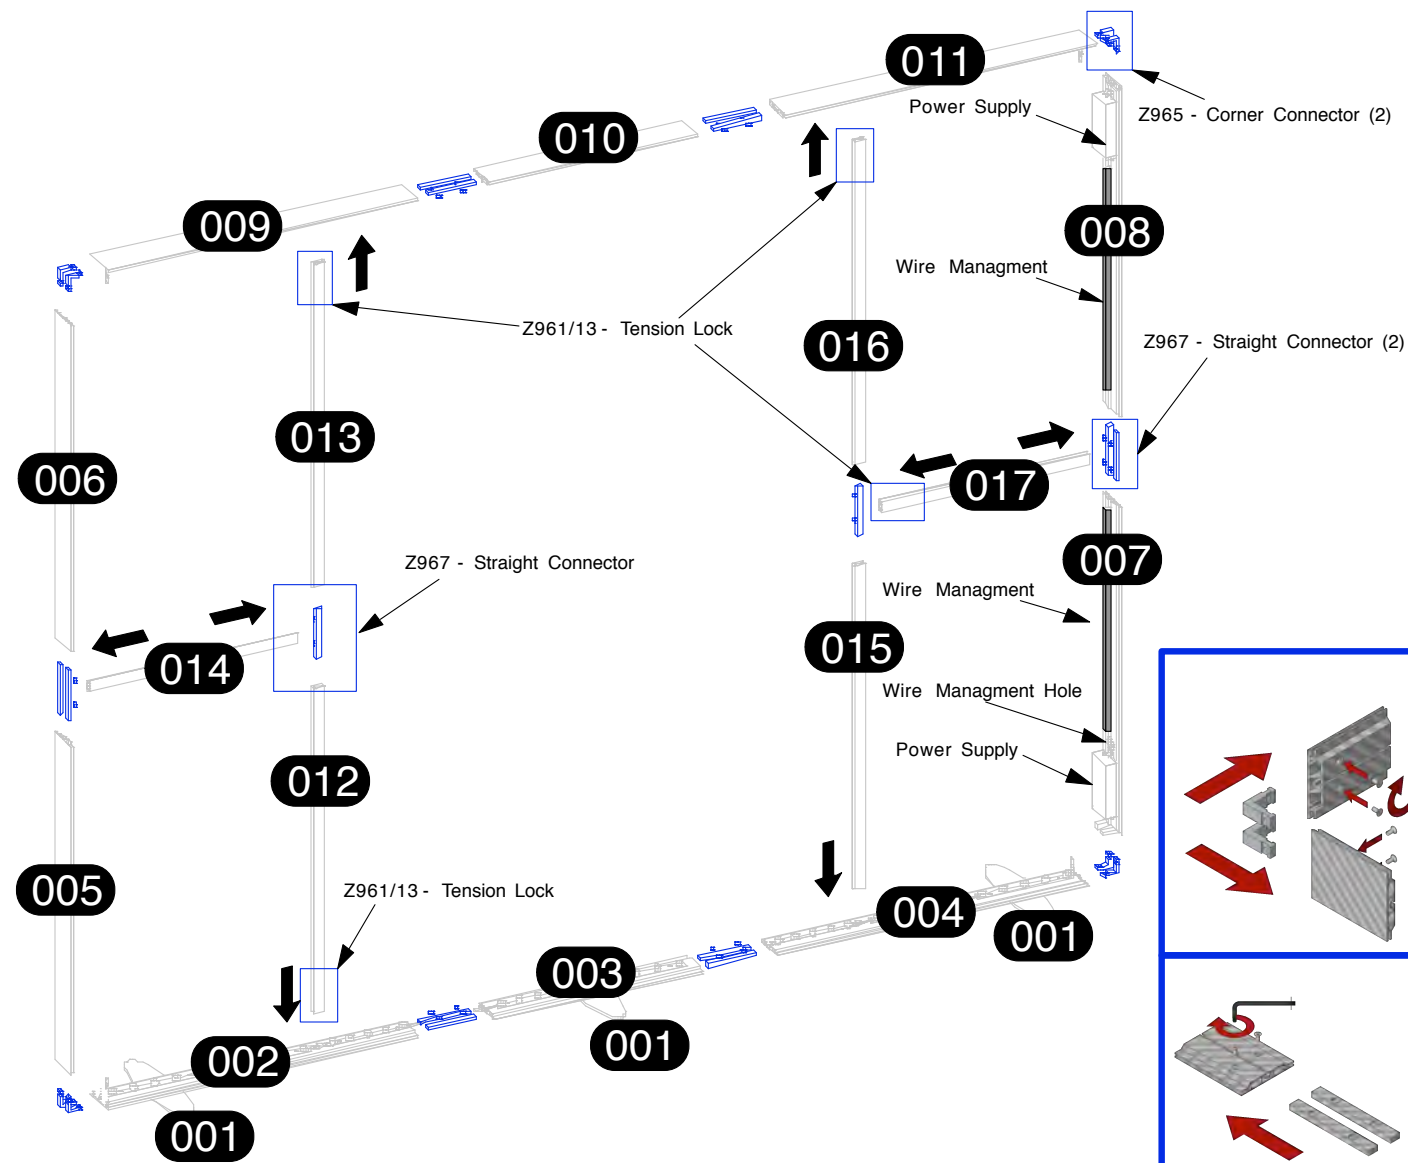 011
Power Supply
Z965 - Corner Connector (2)
010
009
008
Wire Managment
Z961/13 - Tension Lock
016
Z967 - Straight Connector (2)
013
006
017
Z967 - Straight Connector
007
Wire Managment
014
015
Wire Managment Hole
Power Supply
012
005
Z961/13 - Tension Lock
004
001
003
001
002
001